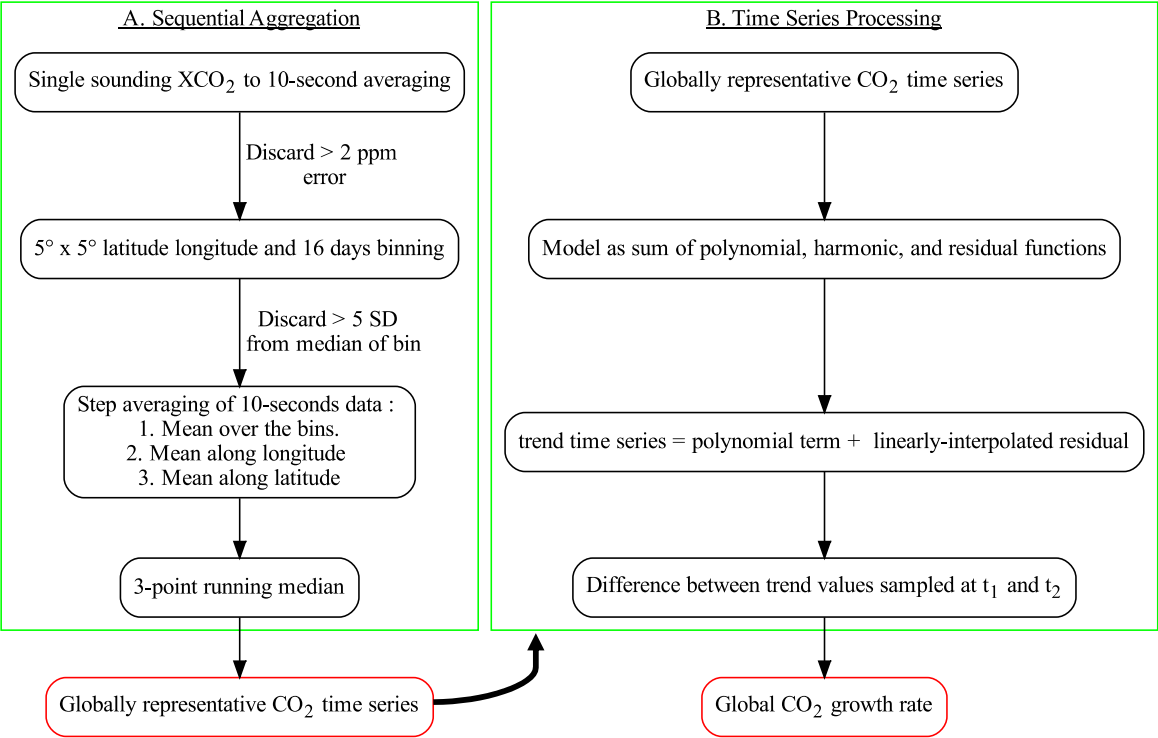 A. Sequential Aggregation
Single sounding XCO₂ to 10-second averaging
Discard > 2 ppm
error
5° x 5° latitude longitude and 16 days binning
Discard > 5 SD
from median of bin
Step averaging of 10-seconds data :
1. Mean over the bins.
2. Mean along longitude
3. Mean along latitude
3-point running median
Globally representative CO₂ time series
B. Time Series Processing
Globally representative CO₂ time series
Model as sum of polynomial, harmonic, and residual functions
trend time series = polynomial term + linearly-interpolated residual
Difference between trend values sampled at t₁ and t₂
Global CO₂ growth rate